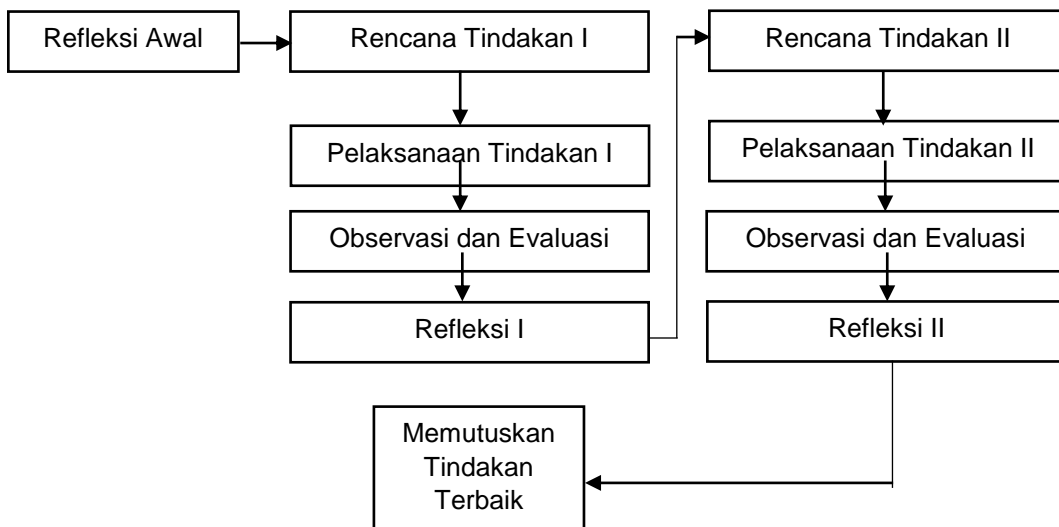 Refleksi Awal
Rencana Tindakan I
Pelaksanaan Tindakan I
Observasi dan Evaluasi
Refleksi I
Rencana Tindakan II
Pelaksanaan Tindakan II
Observasi dan Evaluasi
Refleksi II
Memutuskan
Tindakan
Terbaik